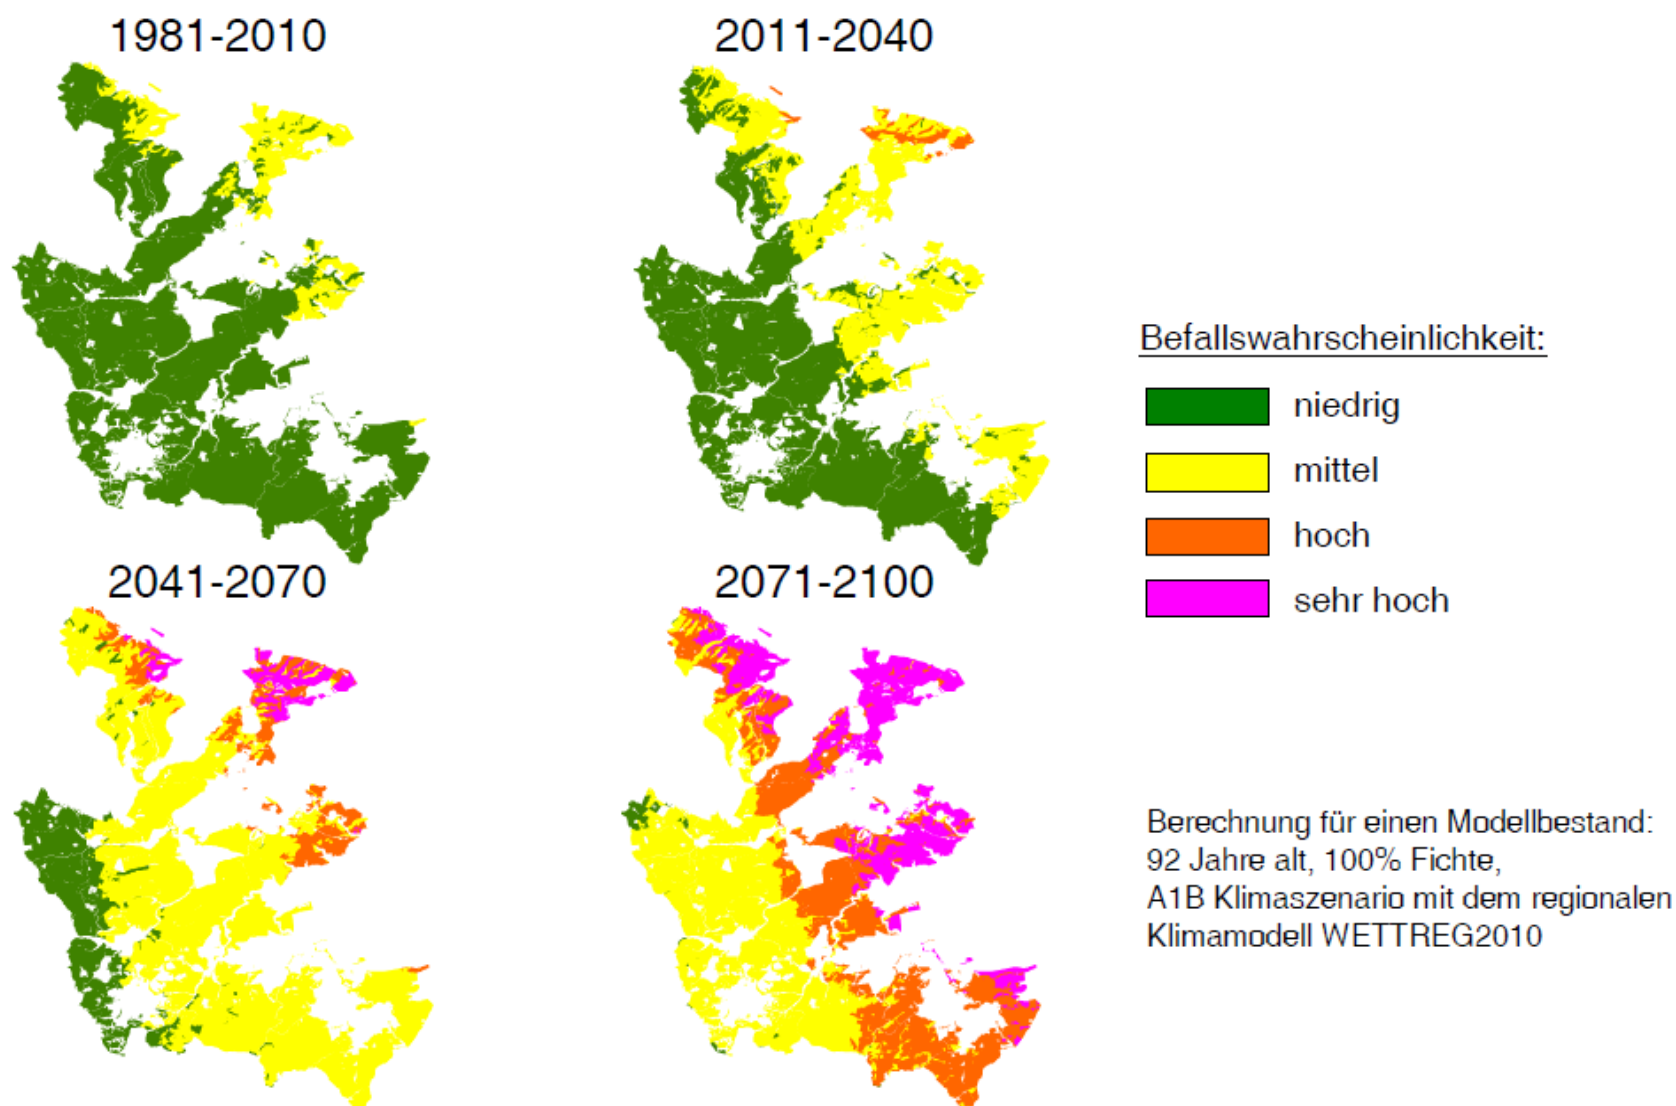 1981-2010
2011-2040
2041-2070
2071-2100
Befallswahrscheinlichkeit:
niedrig
mittel
hoch
sehr hoch
Berechnung für einen Modellbestand:
92 Jahre alt, 100% Fichte,
A1B Klimaszenario mit dem regionalen
Klimamodell WETTREG2010